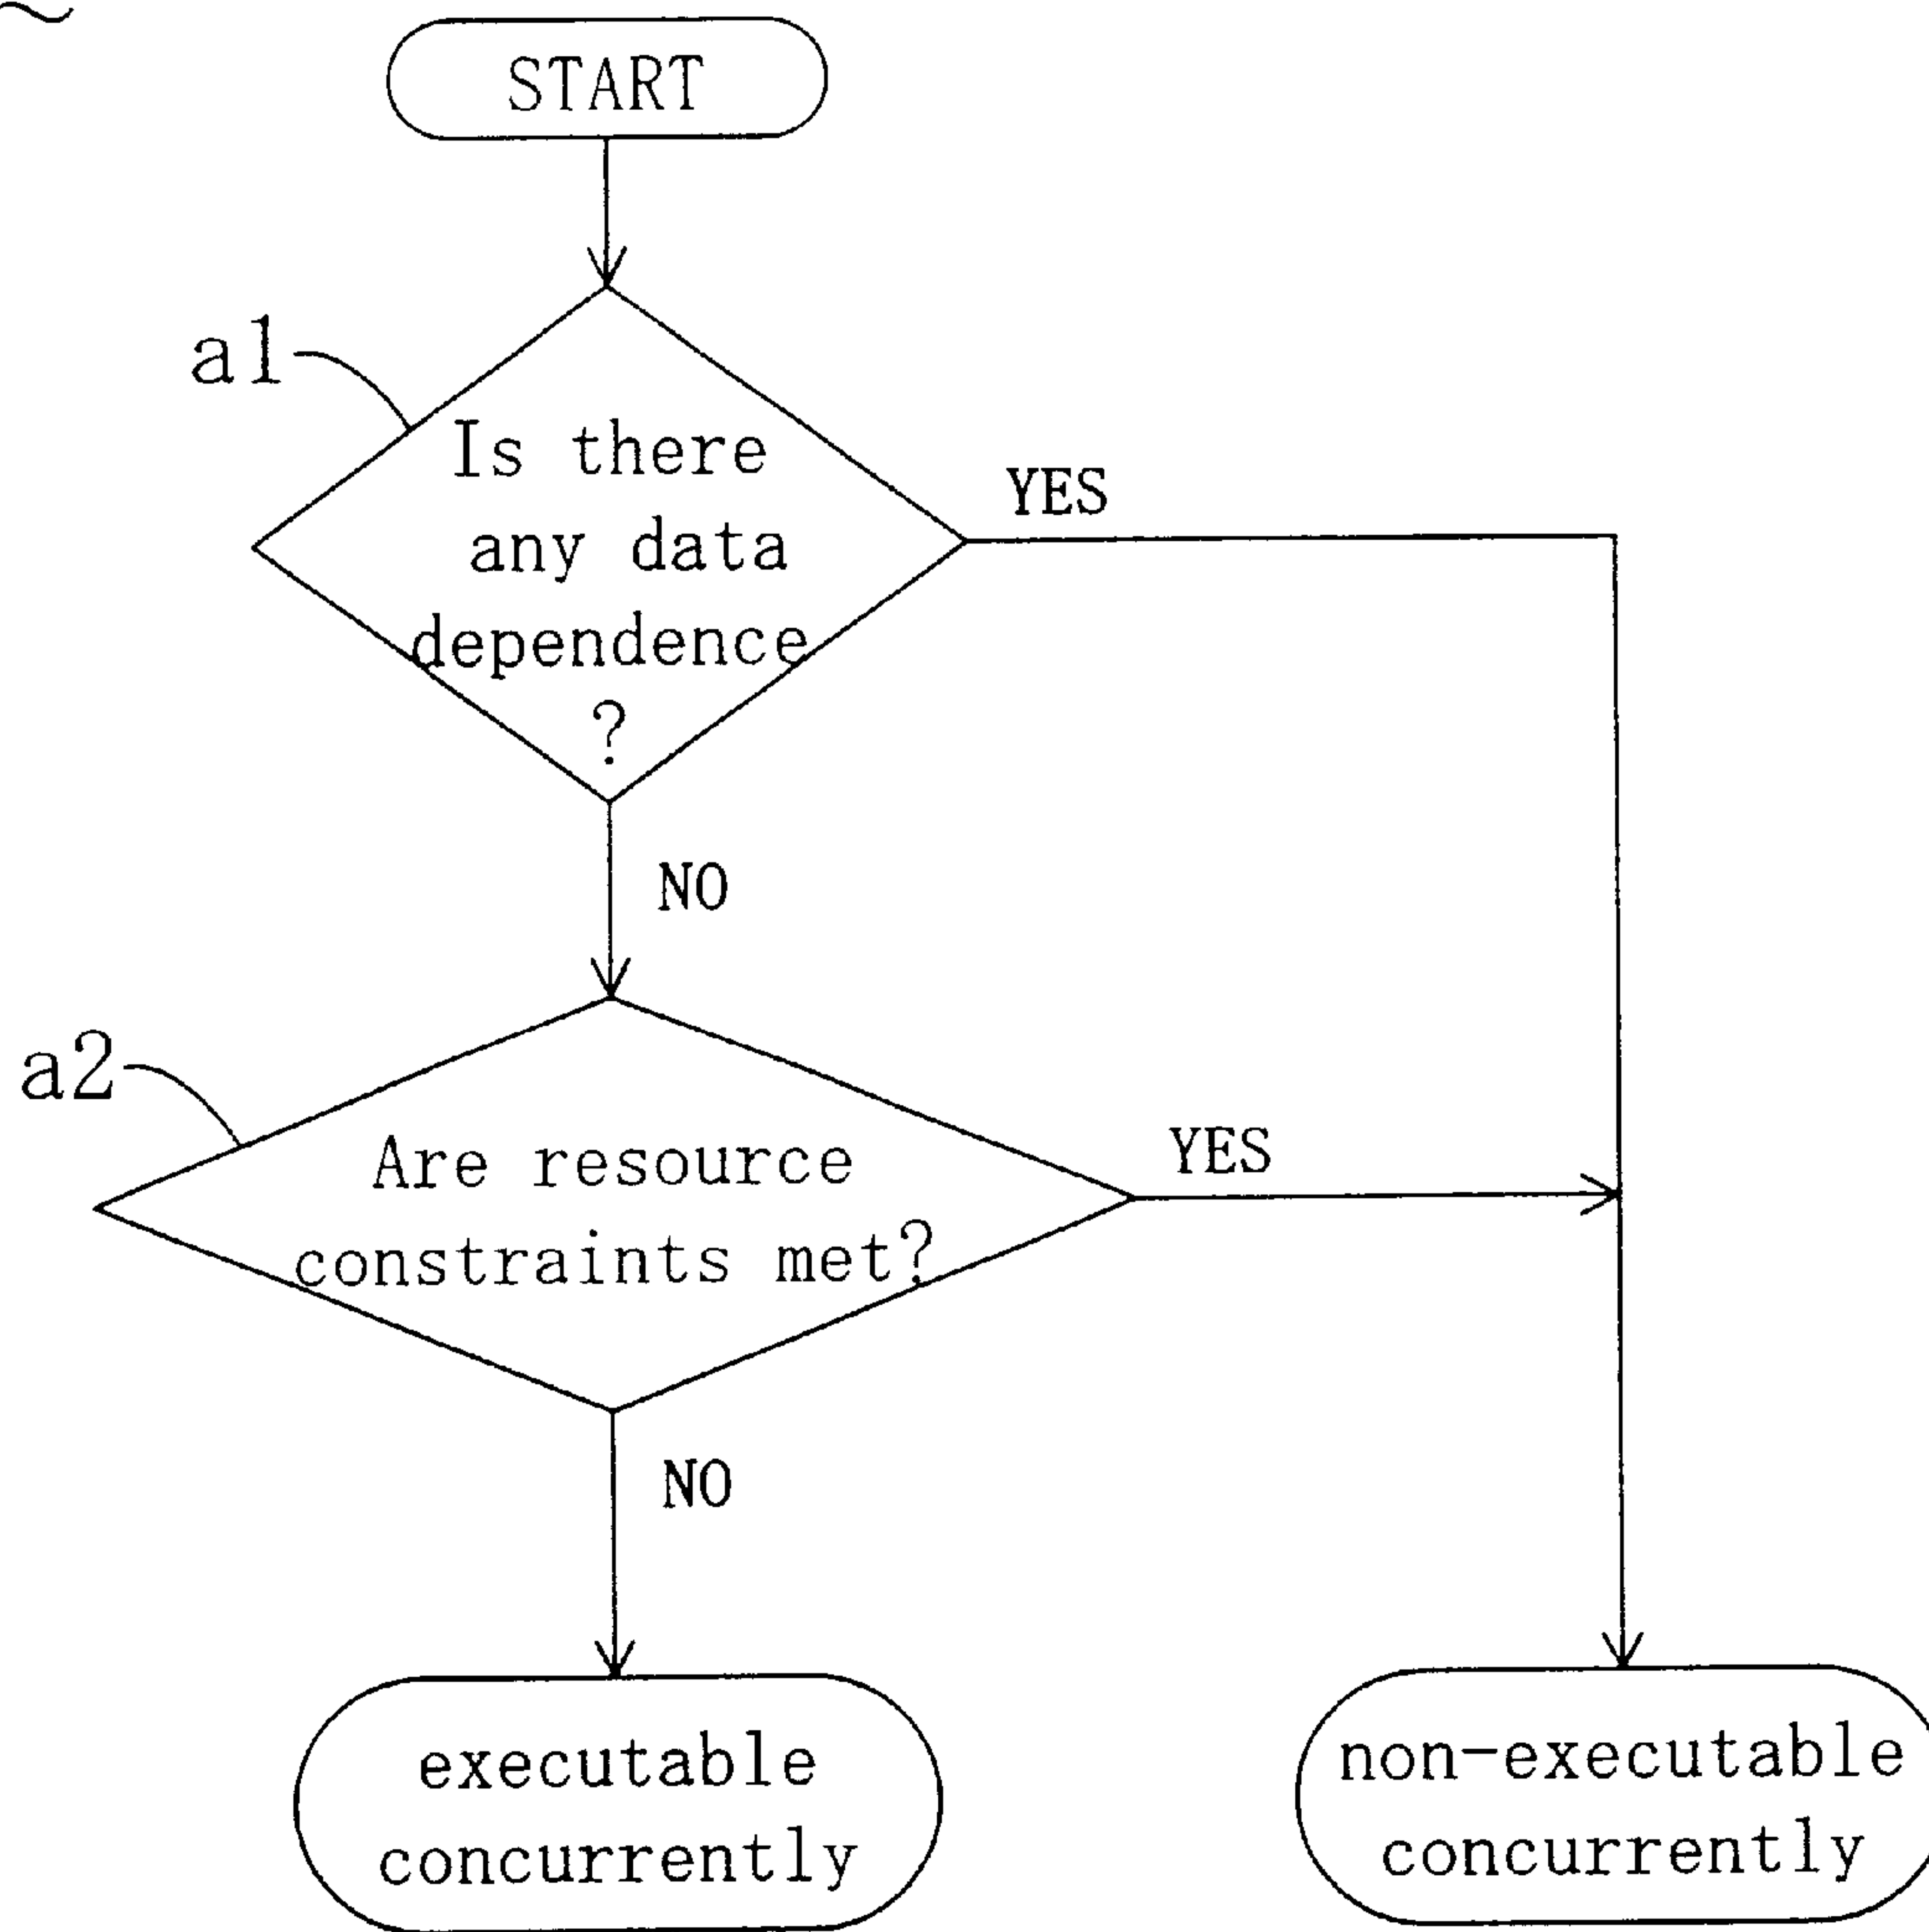 START
a1
Is there
any data
dependence
?
YES
NO
a2
Are resource
constraints met?
YES
NO
executable
concurrently
non-executable
concurrently